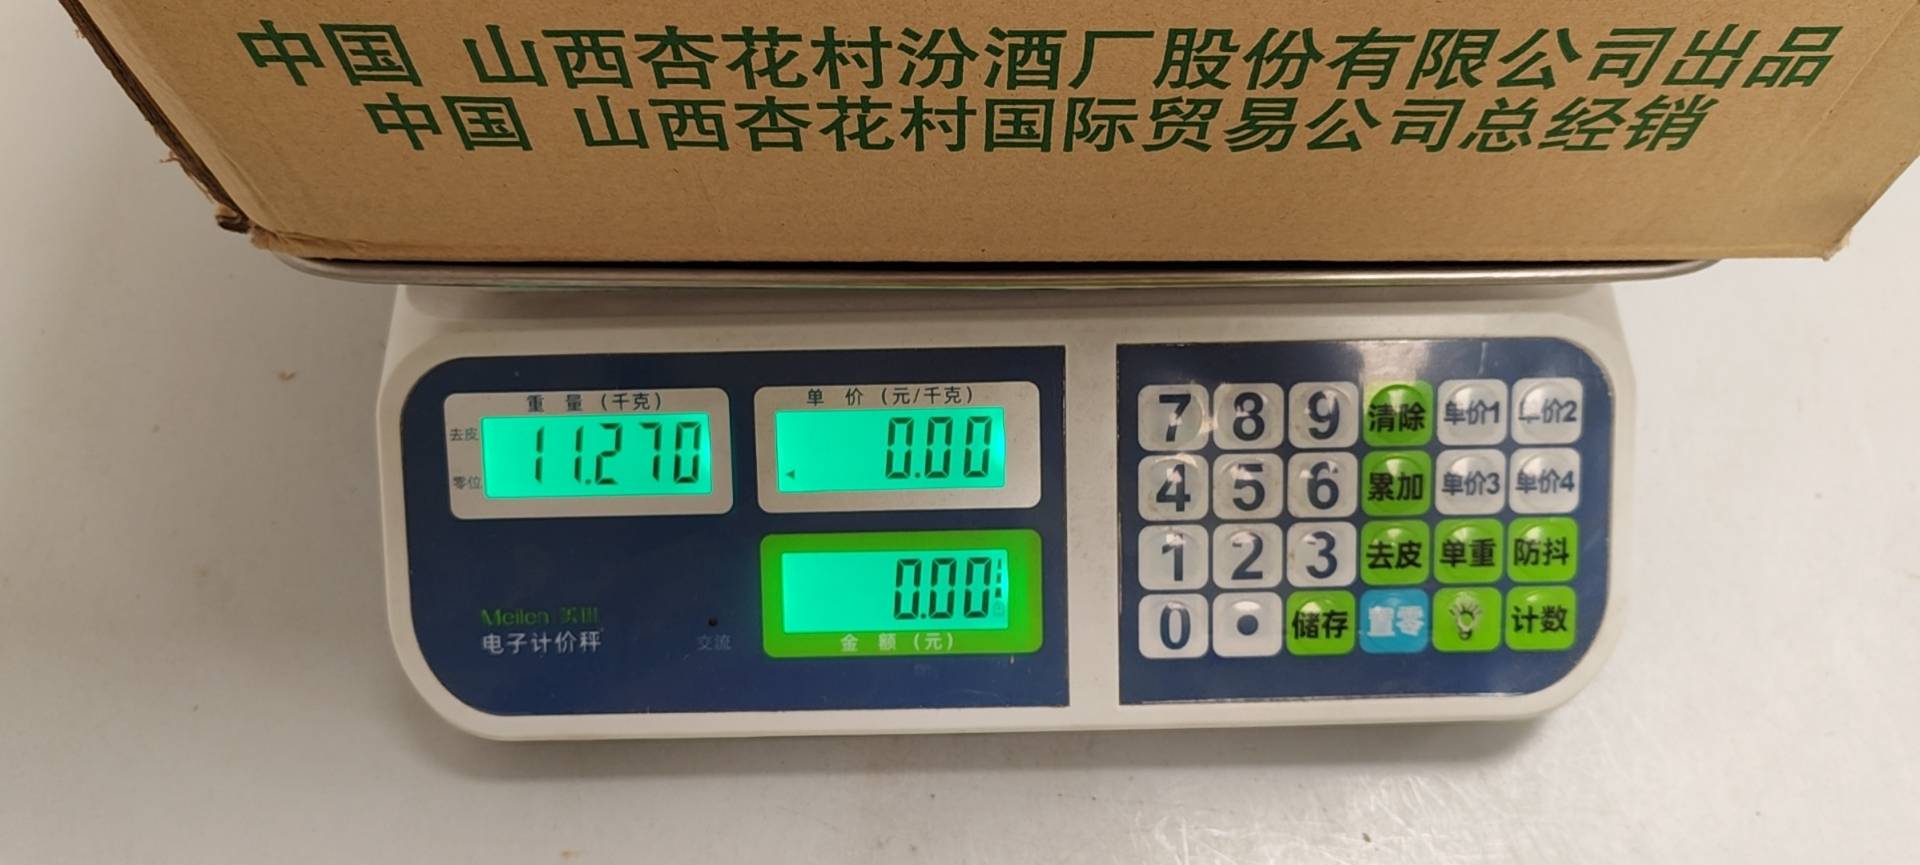 中国 山西杏花村汾酒厂股份有限公司出品
中国 山西杏花村国际贸易公司总经销
重 量 (千克)
去皮
零位
11.270
单 价 (元/千克)
0.00
0.00
金 额 (元)
Meilen 美川
电子计价秤
交流
7 8 9 清除 单价1 单价2
4 5 6 累加 单价3 单价4
1 2 3 去皮 单重 防抖
0 • 储存 置零 计数